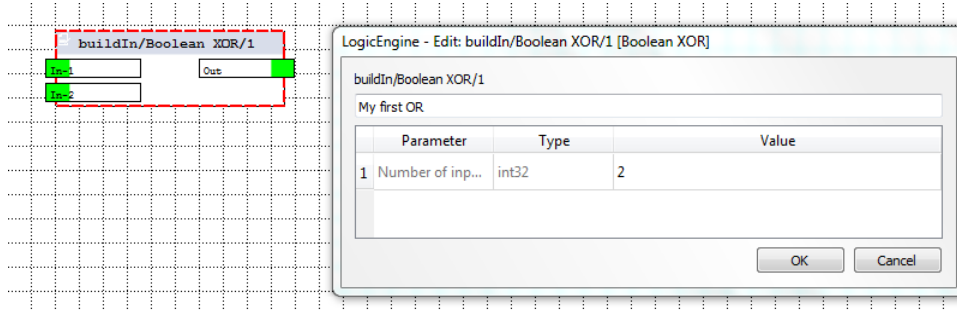 buildIn/Boolean XOR/1
In-1
Out
In-2
LogicEngine - Edit: buildIn/Boolean XOR/1 [Boolean XOR]
buildIn/Boolean XOR/1
My first OR
Parameter Type Value
1 Number of inp... int32 2
OK Cancel